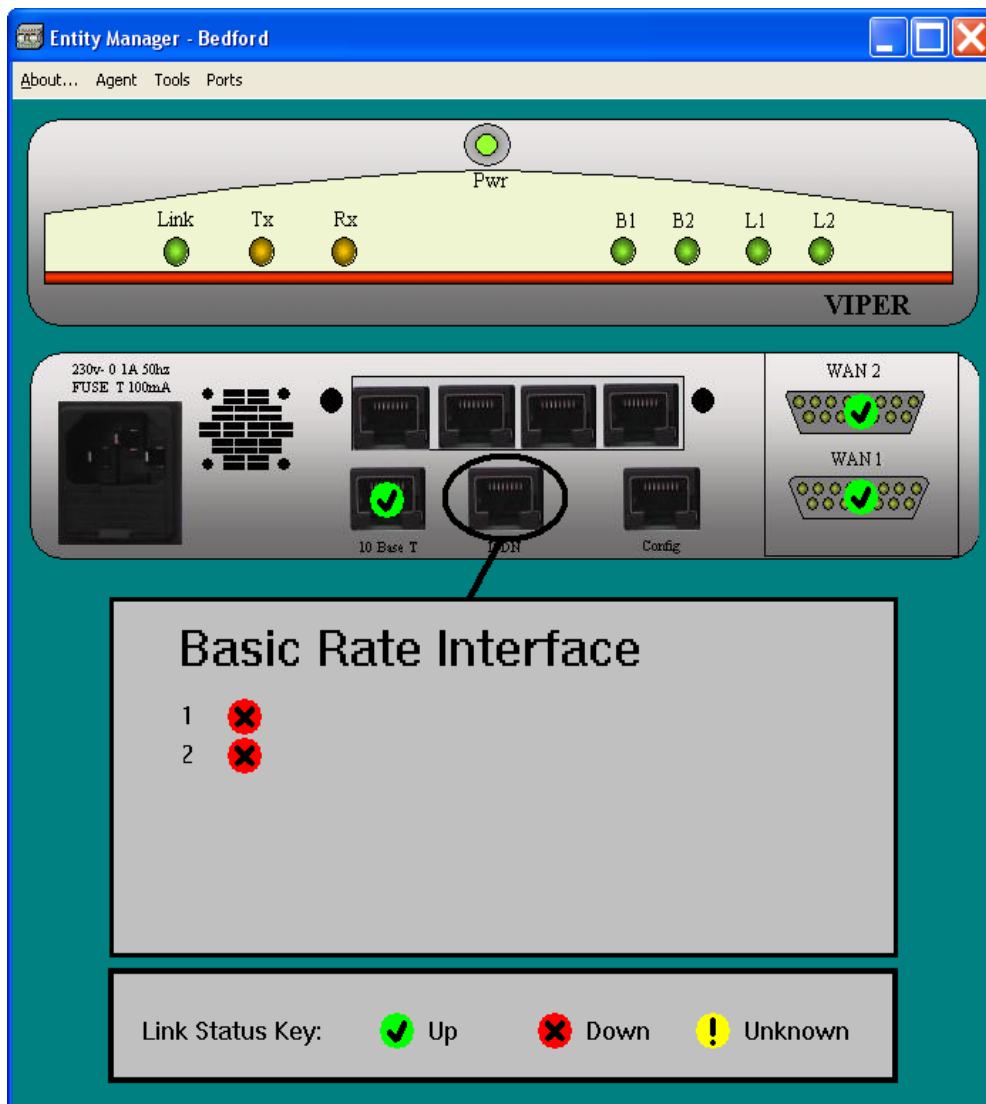 Entity Manager - Bedford
About... Agent Tools Ports
Pwr
Link Tx Rx B1 B2 L1 L2
VIPER
230v- 0 1A 50hz
FUSE T 100mA
WAN 2
WAN 1
10 Base T Config
Basic Rate Interface
1
2
Link Status Key: Up Down Unknown